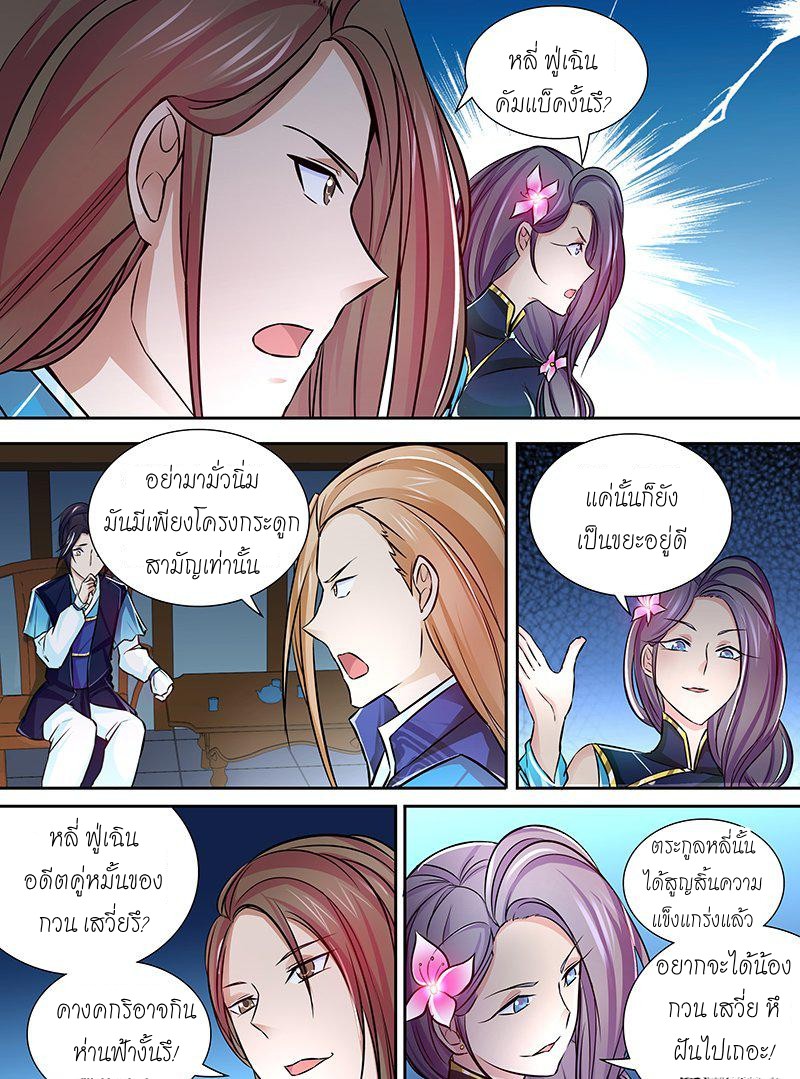 หลี่ ฟู่เฉิน
คัมแบ็คงั้นรึ?
อย่ามามั่วนิ่ม
มันมีเพียงโครงกระดูก
สามัญเท่านั้น
แค่นั้นก็ยัง
เป็นขยะอยู่ดี
หลี่ ฟู่เฉิน
อดีตคู่หมั้นของ
กวน เสวี่ยรึ?
คางคกริอาจกิน
ห่านฟ้างั้นรึ!
ตระกูลหลี่นั้น
ได้สูญสิ้นความ
แข็งแกร่งแล้ว
อยากจะได้น้อง
กวน เสวี่ย หึ
ฝันไปเถอะ!